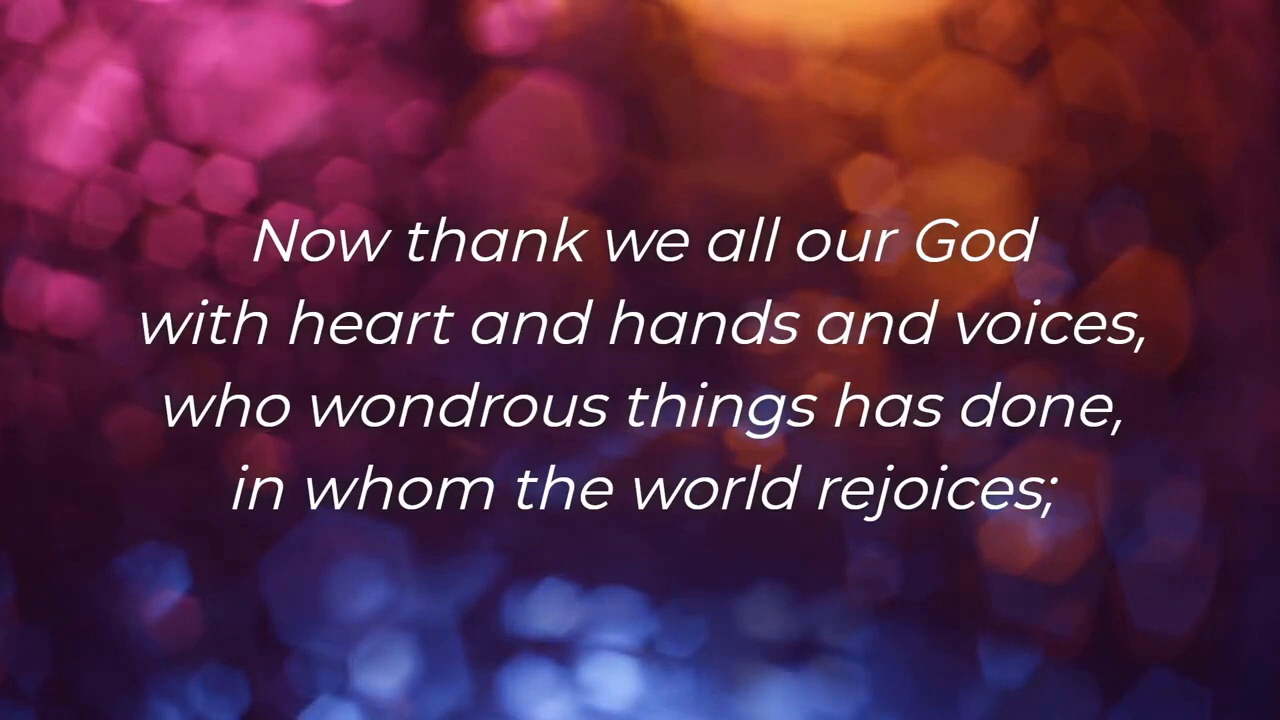 Now thank we all our God
with heart and hands and voices,
who wondrous things has done,
in whom the world rejoices;